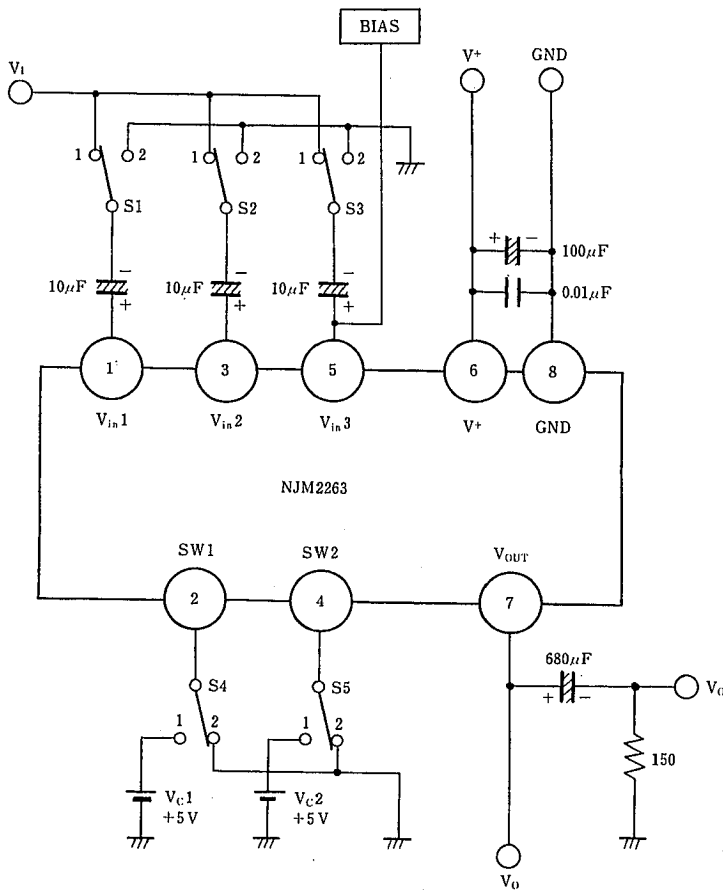 BIAS
V₁ V⁺ GND
1 2 1 2 1 2
S1 S2 S3
+ − 100μF
− − −
10μF 10μF 10μF 0.01μF
+ + +
1 3 5 6 8
Vin1 Vin2 Vin3 V⁺ GND
NJM2263
SW1 SW2 VOUT
2 4 7
680μF
S4 S5 + − VO
1 2 1 2
150
VC1 VC2
+5V +5V
VO